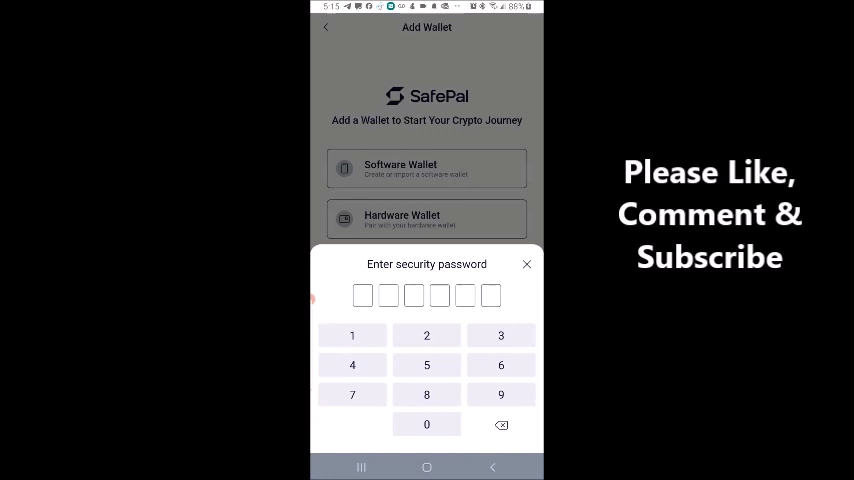 5:15 88%
Add Wallet
SafePal
Add a Wallet to Start Your Crypto Journey
Software Wallet
Create or import a software wallet
Hardware Wallet
Pair with your hardware wallet
Enter security password
1 2 3
4 5 6
7 8 9
0
Please Like,
Comment &
Subscribe